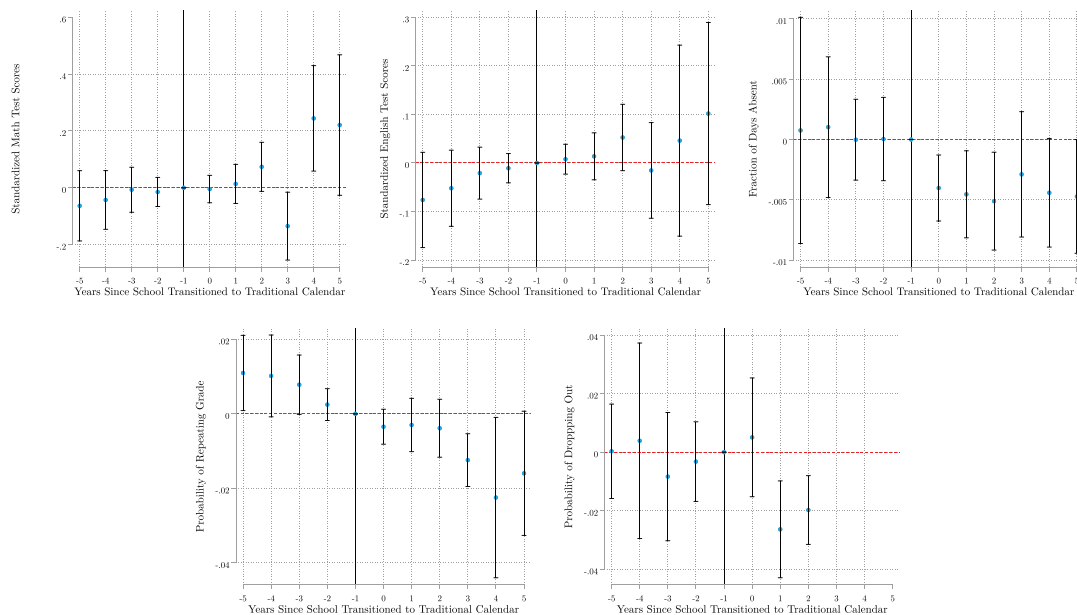 Standardized Math Test Scores
.6
.4
.2
0
-.2
-5 -4 -3 -2 -1 0 1 2 3 4 5
Years Since School Transitioned to Traditional Calendar
Standardized English Test Scores
.3
.2
.1
0
-.1
-.2
-5 -4 -3 -2 -1 0 1 2 3 4 5
Years Since School Transitioned to Traditional Calendar
Fraction of Days Absent
.01
.005
0
-.005
-.01
-5 -4 -3 -2 -1 0 1 2 3 4 5
Years Since School Transitioned to Traditional Calendar
Probability of Repeating Grade
.02
0
-.02
-.04
-5 -4 -3 -2 -1 0 1 2 3 4 5
Years Since School Transitioned to Traditional Calendar
Probability of Droppping Out
.04
.02
0
-.02
-.04
-5 -4 -3 -2 -1 0 1 2 3 4 5
Years Since School Transitioned to Traditional Calendar